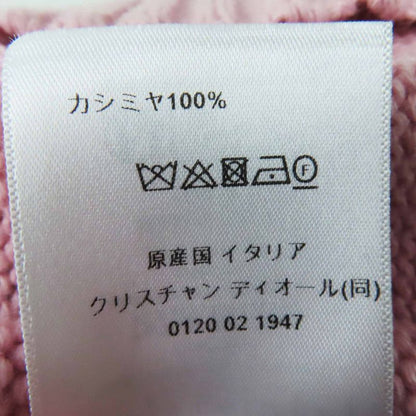 カシミヤ100%
F
原産国 イタリア
クリスチャン ディオール(同)
0120 02 1947